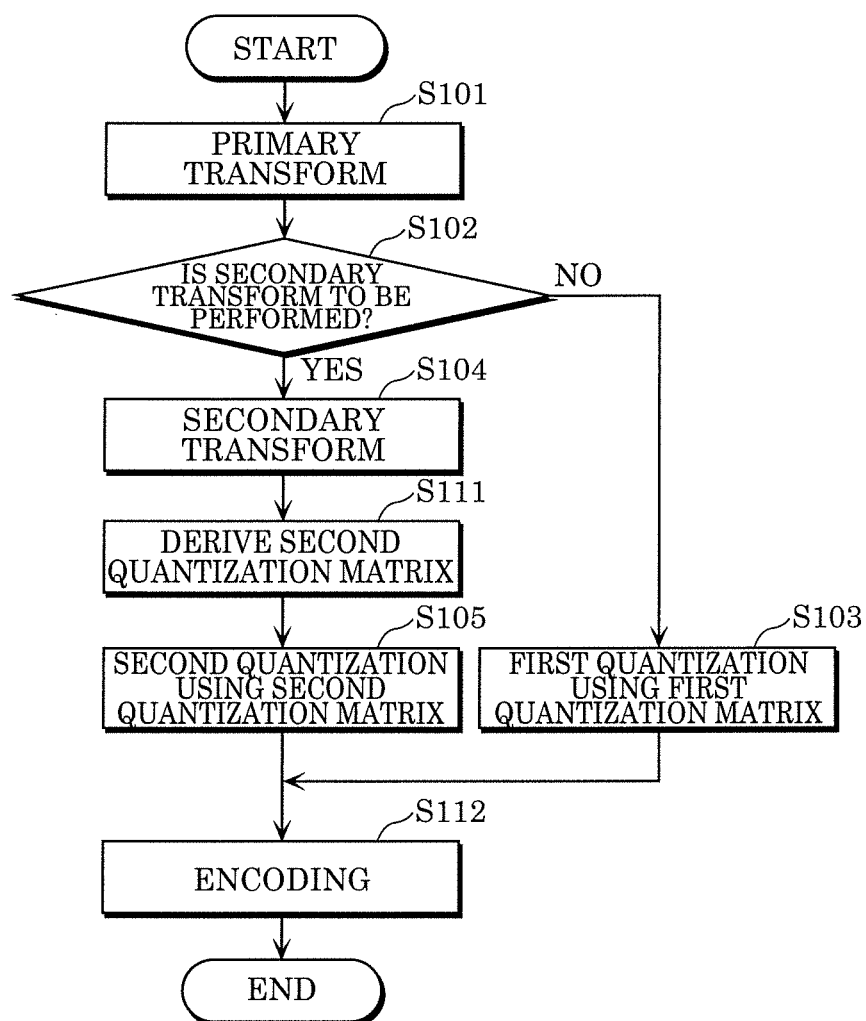 START
S101
PRIMARY
TRANSFORM
S102
IS SECONDARY
TRANSFORM TO BE
PERFORMED?
NO
YES
S104
SECONDARY
TRANSFORM
S111
DERIVE SECOND
QUANTIZATION MATRIX
S105
SECOND QUANTIZATION
USING SECOND
QUANTIZATION MATRIX
S103
FIRST QUANTIZATION
USING FIRST
QUANTIZATION MATRIX
S112
ENCODING
END